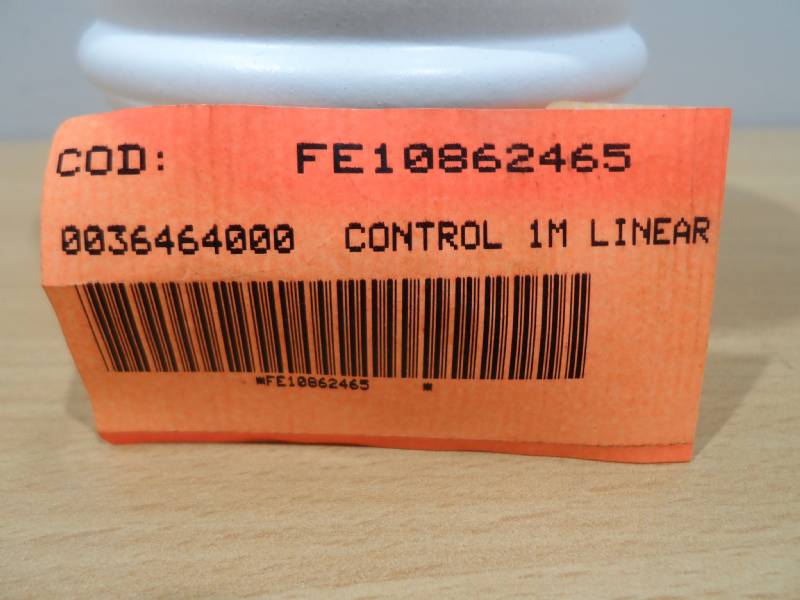 COD: FE10862465
0036464000 CONTROL 1M LINEAR
*FE10862465 *